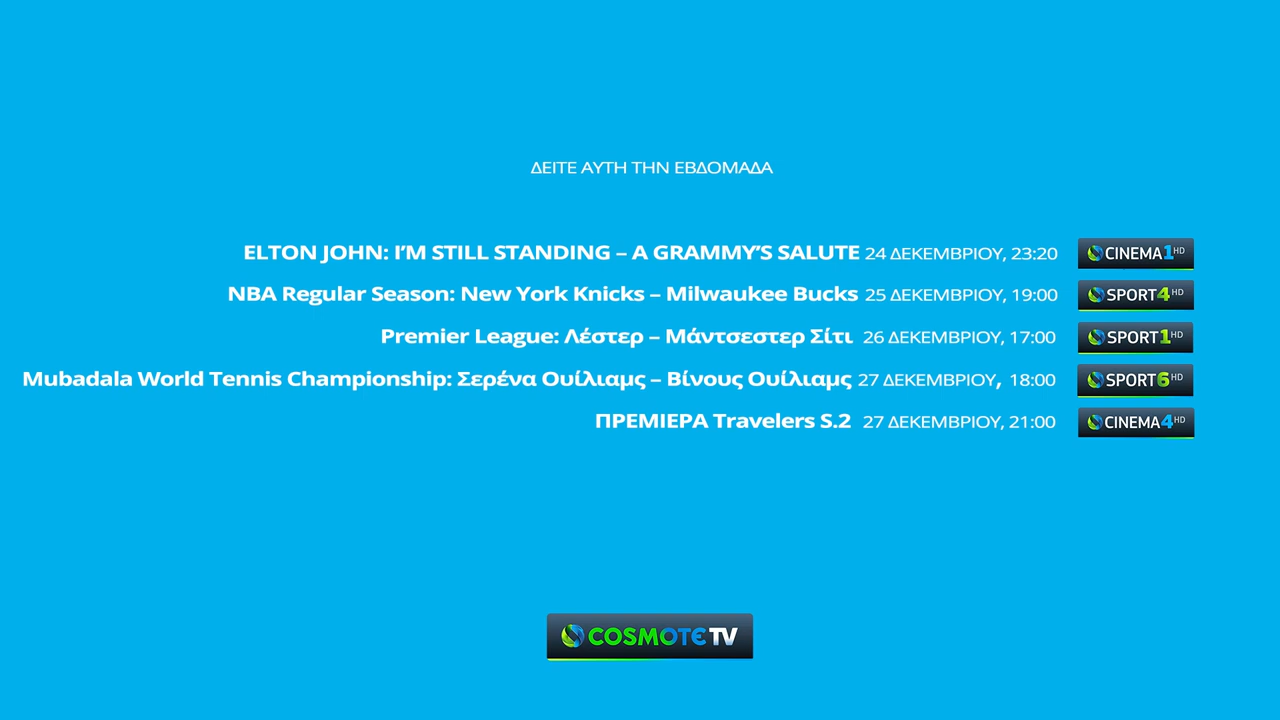 ΔΕΙΤΕ ΑΥΤΗ ΤΗΝ ΕΒΔΟΜΑΔΑ
ELTON JOHN: I'M STILL STANDING – A GRAMMY'S SALUTE 24 ΔΕΚΕΜΒΡΙΟΥ, 23:20 CINEMA1HD
NBA Regular Season: New York Knicks – Milwaukee Bucks 25 ΔΕΚΕΜΒΡΙΟΥ, 19:00 SPORT4HD
Premier League: Λέστερ – Μάντσεστερ Σίτι 26 ΔΕΚΕΜΒΡΙΟΥ, 17:00 SPORT1HD
Mubadala World Tennis Championship: Σερένα Ουίλιαμς – Βίνους Ουίλιαμς 27 ΔΕΚΕΜΒΡΙΟΥ, 18:00 SPORT6HD
ΠΡΕΜΙΕΡΑ Travelers S.2 27 ΔΕΚΕΜΒΡΙΟΥ, 21:00 CINEMA4HD
COSMOTE TV